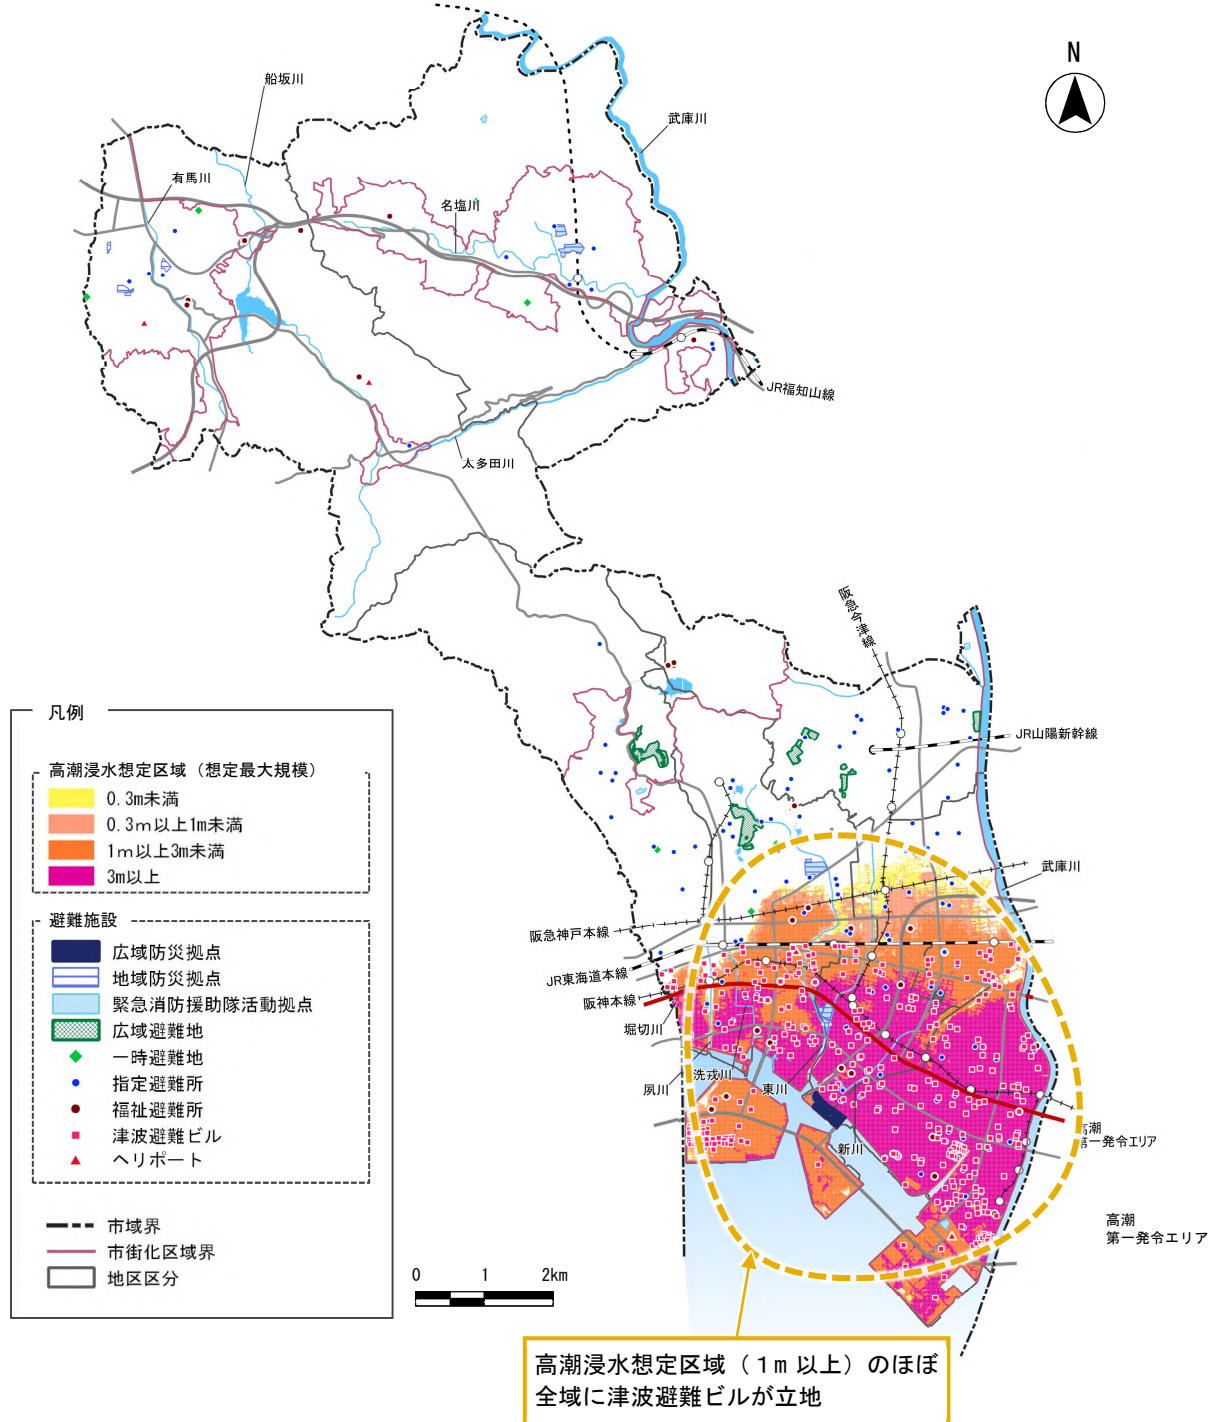 N
船坂川
武庫川
有馬川
名塩川
JR福知山線
太多田川
阪急今津線
JR山陽新幹線
武庫川
阪急神戸本線
JR東海道本線
阪神本線
堀切川
夙川
洗戎川
東川
新川
高潮
第一発令エリア
高潮
第一発令エリア
凡例
高潮浸水想定区域（想定最大規模）
0.3m未満
0.3ｍ以上1m未満
1ｍ以上3m未満
3m以上
避難施設
広域防災拠点
地域防災拠点
緊急消防援助隊活動拠点
広域避難地
一時避難地
指定避難所
福祉避難所
津波避難ビル
ヘリポート
市域界
市街化区域界
地区区分
0 1 2km
高潮浸水想定区域（1m 以上）のほぼ
全域に津波避難ビルが立地